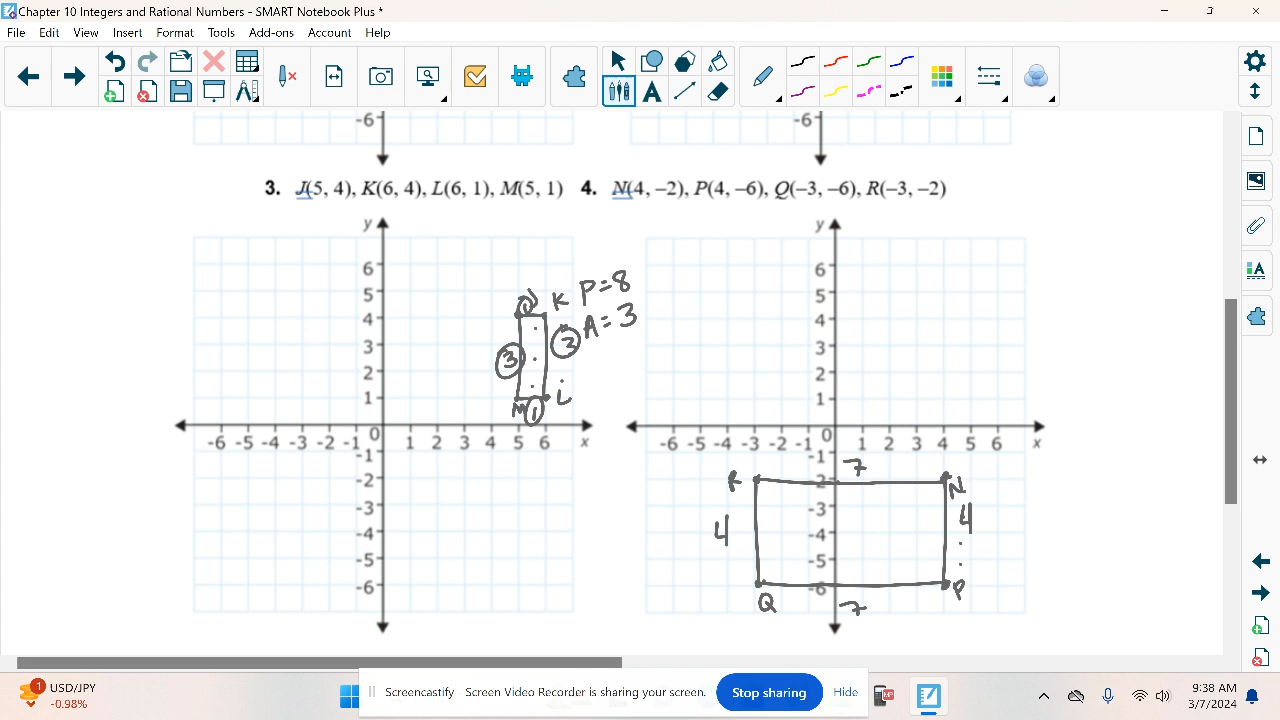 Chapter 10 Integers and Rational Numbers - SMART Notebook Plus *
File Edit View Insert Format Tools Add-ons Account Help
-6 -6
3. J(5, 4), K(6, 4), L(6, 1), M(5, 1) 4. N(4, −2), P(4, −6), Q(−3, −6), R(−3, −2)
y y
6 6
5 5
4 4
3 3
2 2
1 1
-6 -5 -4 -3 -2 -1 0 1 2 3 4 5 6 x -6 -5 -4 -3 -2 -1 0 1 2 3 4 5 6 x
-1 -1
-2 -2
-3 -3
-4 -4
-5 -5
-6 -6
J K P=8
A=3
3 3
M 1 L
7
R N
4 4
Q P
7
1 USD/JPY
Screencastify - Screen Video Recorder is sharing your screen. Stop sharing Hide
9:38 AM
3/7/2024